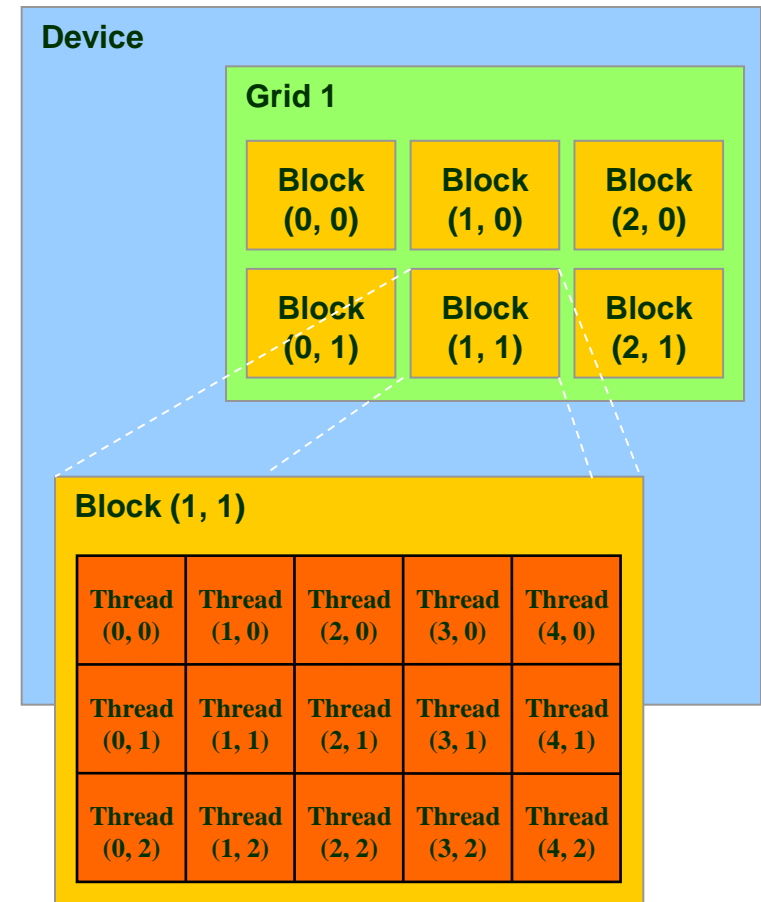 Device
Grid 1
Block Block Block
(0, 0) (1, 0) (2, 0)
Block Block Block
(0, 1) (1, 1) (2, 1)
Block (1, 1)
Thread Thread Thread Thread Thread
(0, 0) (1, 0) (2, 0) (3, 0) (4, 0)
Thread Thread Thread Thread Thread
(0, 1) (1, 1) (2, 1) (3, 1) (4, 1)
Thread Thread Thread Thread Thread
(0, 2) (1, 2) (2, 2) (3, 2) (4, 2)